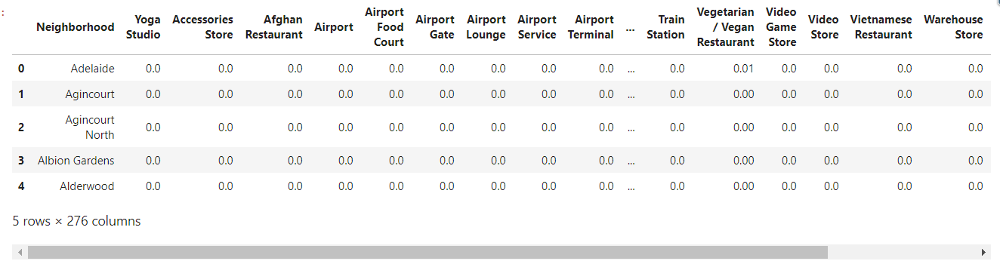 :
Neighborhood Yoga Studio Accessories Store Afghan Restaurant Airport Airport Food Court Airport Gate Airport Lounge Airport Service Airport Terminal ... Train Station Vegetarian / Vegan Restaurant Video Game Store Video Store Vietnamese Restaurant Warehouse Store
0 Adelaide 0.0 0.0 0.0 0.0 0.0 0.0 0.0 0.0 0.0 ... 0.0 0.01 0.0 0.0 0.0 0.0
1 Agincourt 0.0 0.0 0.0 0.0 0.0 0.0 0.0 0.0 0.0 ... 0.0 0.00 0.0 0.0 0.0 0.0
2 Agincourt North 0.0 0.0 0.0 0.0 0.0 0.0 0.0 0.0 0.0 ... 0.0 0.00 0.0 0.0 0.0 0.0
3 Albion Gardens 0.0 0.0 0.0 0.0 0.0 0.0 0.0 0.0 0.0 ... 0.0 0.00 0.0 0.0 0.0 0.0
4 Alderwood 0.0 0.0 0.0 0.0 0.0 0.0 0.0 0.0 0.0 ... 0.0 0.00 0.0 0.0 0.0 0.0
5 rows × 276 columns